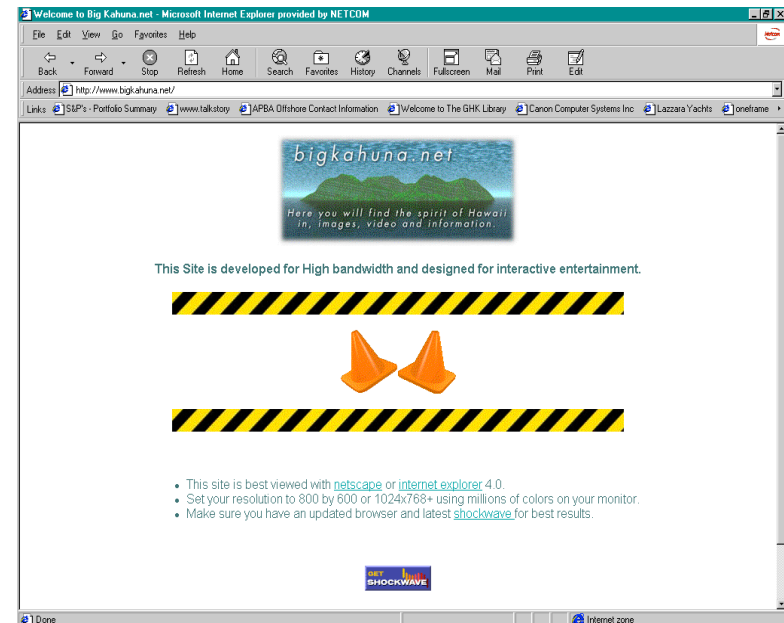 Welcome to Big Kahuna.net - Microsoft Internet Explorer provided by NETCOM
File Edit View Go Favorites Help
Netcom
Back Forward Stop Refresh Home Search Favorites History Channels Fullscreen Mail Print Edit
Address http://www.bigkahuna.net/
Links S&P's - Portfolio Summary www.talkstory APBA Offshore Contact Information Welcome to The GHK Library Canon Computer Systems Inc Lazzara Yachts oneframe
bigkahuna.net
Here you will find the spirit of Hawaii
in, images, video and information.
This Site is developed for High bandwidth and designed for interactive entertainment.
This site is best viewed with netscape or internet explorer 4.0.
Set your resolution to 800 by 600 or 1024x768+ using millions of colors on your monitor.
Make sure you have an updated browser and latest shockwave for best results.
GET
SHOCKWAVE
Done Internet zone